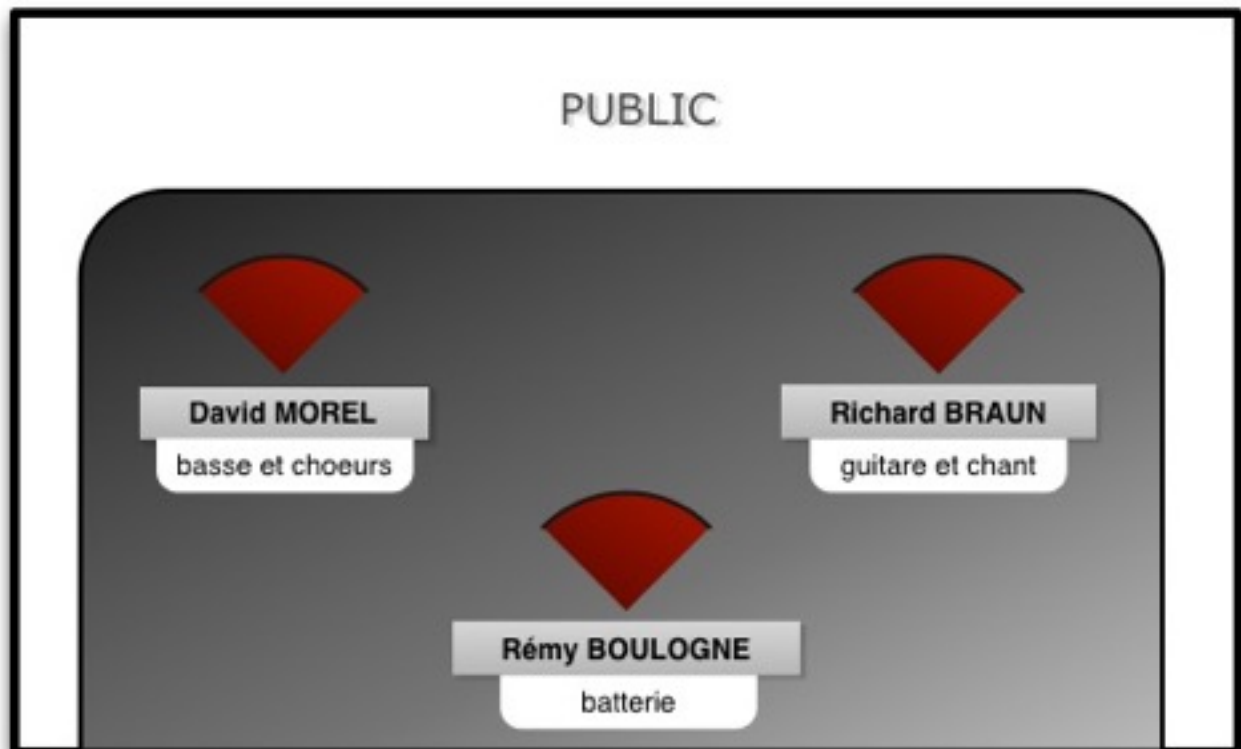 PUBLIC
David MOREL
basse et choeurs
Richard BRAUN
guitare et chant
Rémy BOULOGNE
batterie